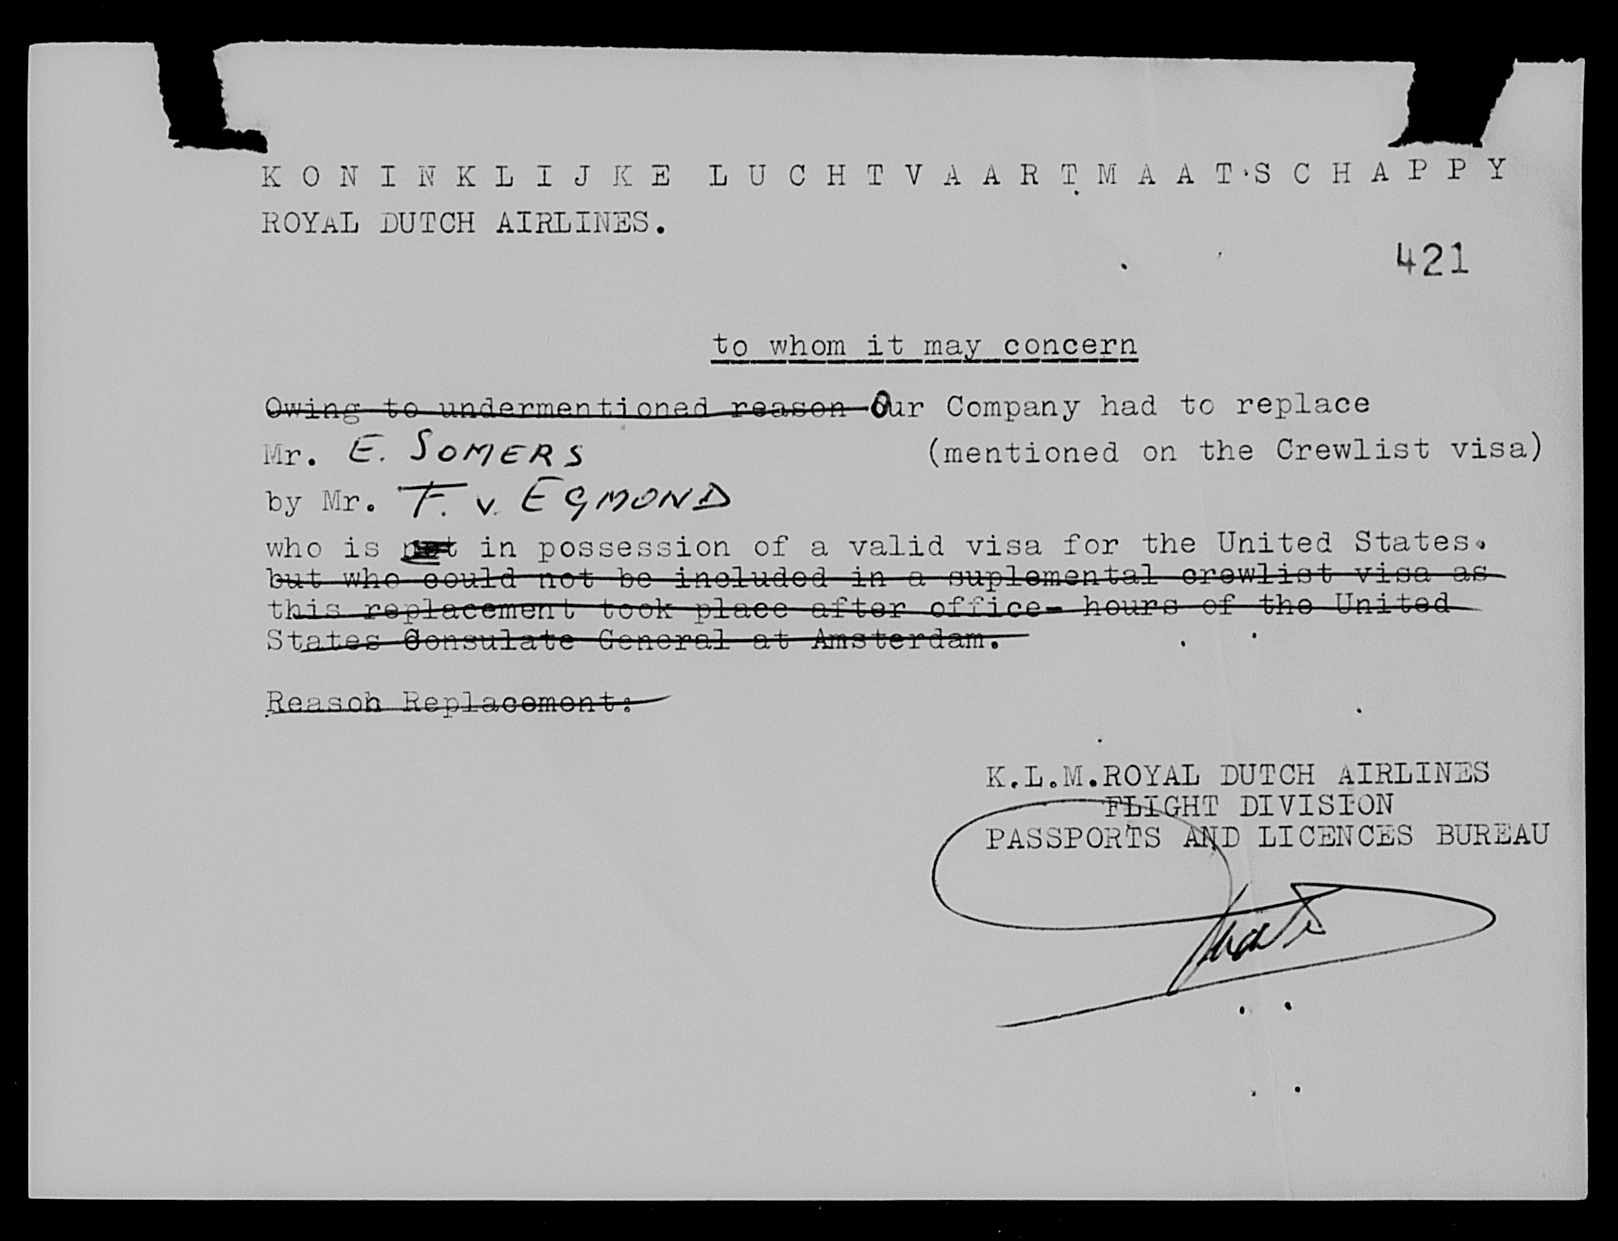 KONINKLIJKE LUCHTVAARTMAATSCHAPPY
ROYAL DUTCH AIRLINES.
421
to whom it may concern
Owing to undermentioned reason Our Company had to replace
Mr. E. SOMERS (mentioned on the Crewlist visa)
by Mr. F. v. EGMOND
who is not in possession of a valid visa for the United States.
but who could not be included in a suplemental crewlist visa as
this replacement took place after office- hours of the United
States Consulate General at Amsterdam.
Reason Replacement:
K.L.M.ROYAL DUTCH AIRLINES
FLIGHT DIVISION
PASSPORTS AND LICENCES BUREAU